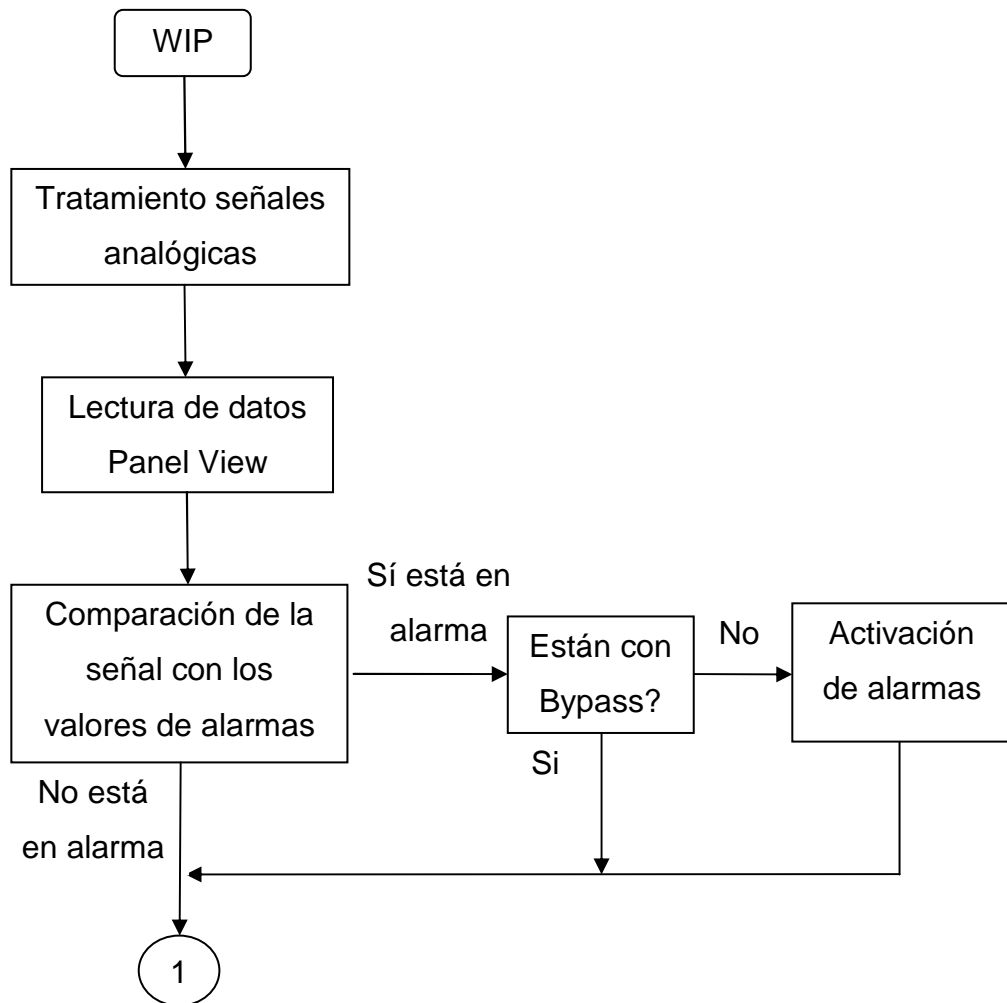 WIP
Tratamiento señales
analógicas
Lectura de datos
Panel View
Comparación de la
señal con los
valores de alarmas
Sí está en
alarma
Están con
Bypass?
No
Activación
de alarmas
Si
No está
en alarma
1